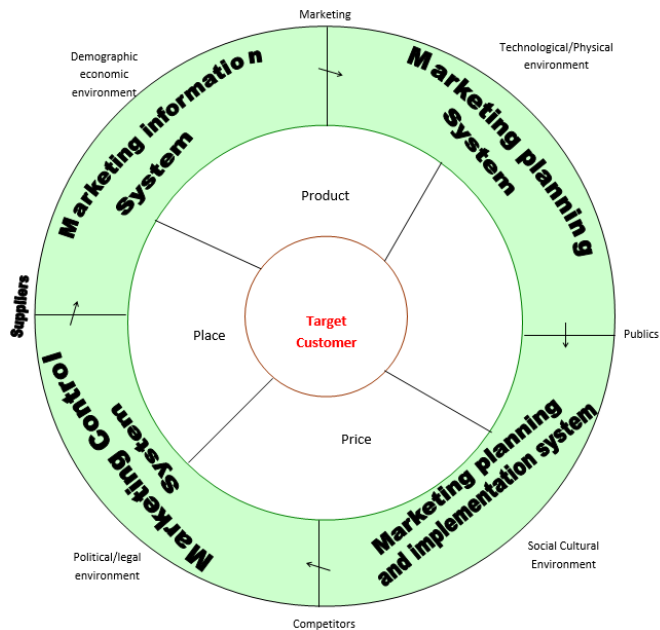 Marketing
Demographic
economic
environment
Technological/Physical
environment
Marketing information
System
Marketing planning
System
Product
Suppliers
Target
Customer
Place
Publics
Price
Marketing Control
System
Marketing planning
and implementation system
Political/legal
environment
Social Cultural
Environment
Competitors